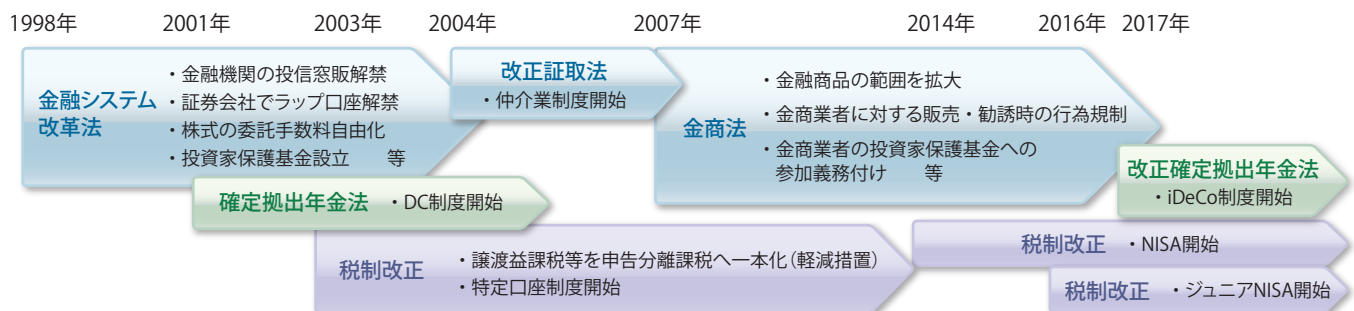 1998年 2001年 2003年 2004年 2007年 2014年 2016年 2017年
金融システム
改革法
・金融機関の投信窓販解禁
・証券会社でラップ口座解禁
・株式の委託手数料自由化
・投資家保護基金設立 等
改正証取法
・仲介業制度開始
金商法
・金融商品の範囲を拡大
・金商業者に対する販売・勧誘時の行為規制
・金商業者の投資家保護基金への
参加義務付け 等
確定拠出年金法 ・DC制度開始
改正確定拠出年金法
・iDeCo制度開始
税制改正
・譲渡益課税等を申告分離課税へ一本化（軽減措置）
・特定口座制度開始
税制改正 ・NISA開始
税制改正 ・ジュニアNISA開始